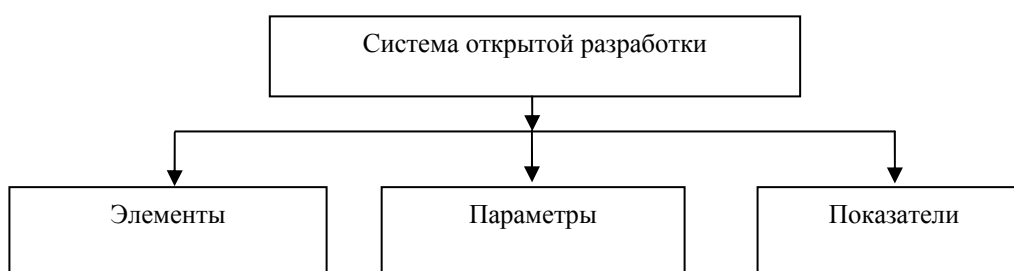 Система открытой разработки
Элементы
Параметры
Показатели